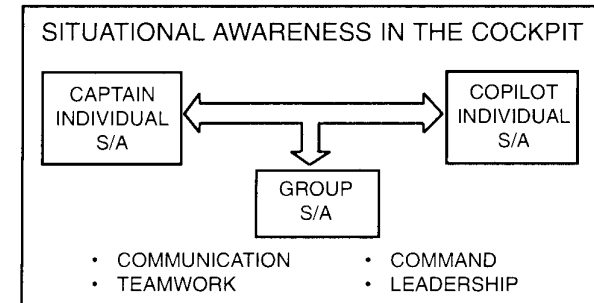 SITUATIONAL AWARENESS IN THE COCKPIT
CAPTAIN
INDIVIDUAL
S/A
COPILOT
INDIVIDUAL
S/A
GROUP
S/A
• COMMUNICATION
• TEAMWORK
• COMMAND
• LEADERSHIP